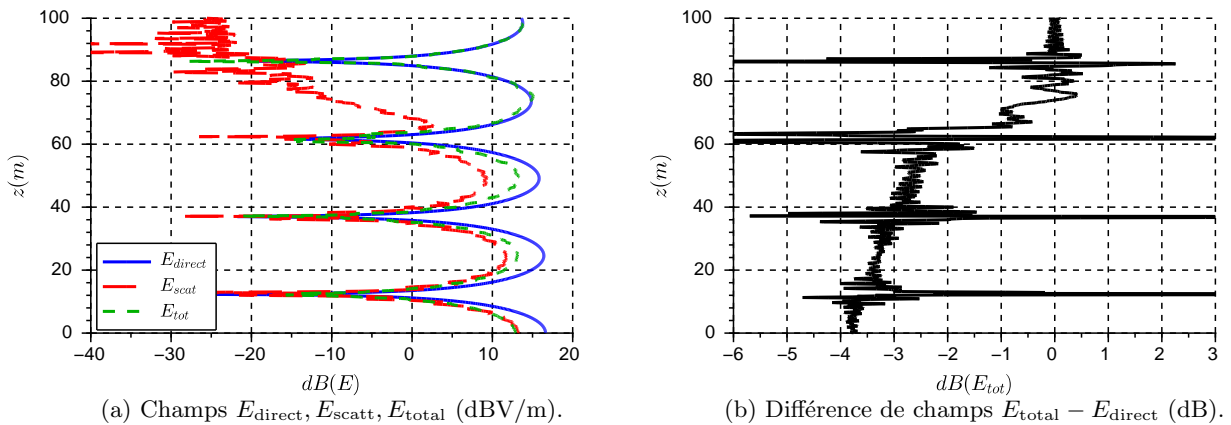 100
80
60
40
20
0
z(m)
E_direct
E_scat
E_tot
−40 −30 −20 −10 0 10 20
dB(E)
(a) Champs E_direct, E_scatt, E_total (dBV/m).
100
80
60
40
20
0
z(m)
−6 −5 −4 −3 −2 −1 0 1 2 3
dB(E_tot)
(b) Différence de champs E_total − E_direct (dB).